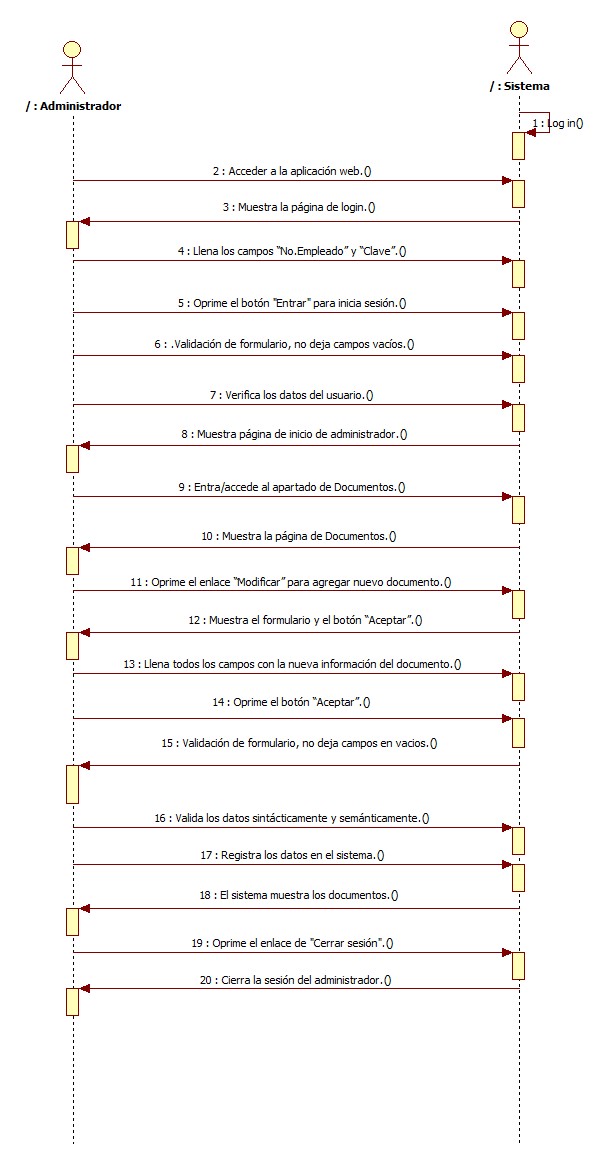 / : Sistema
/ : Administrador
1 : Log in()
2 : Acceder a la aplicación web.()
3 : Muestra la página de login.()
4 : Llena los campos “No.Empleado” y “Clave”.()
5 : Oprime el botón "Entrar" para inicia sesión.()
6 : .Validación de formulario, no deja campos vacíos.()
7 : Verifica los datos del usuario.()
8 : Muestra página de inicio de administrador.()
9 : Entra/accede al apartado de Documentos.()
10 : Muestra la página de Documentos.()
11 : Oprime el enlace “Modificar” para agregar nuevo documento.()
12 : Muestra el formulario y el botón “Aceptar”.()
13 : Llena todos los campos con la nueva información del documento.()
14 : Oprime el botón “Aceptar”.()
15 : Validación de formulario, no deja campos en vacios.()
16 : Valida los datos sintácticamente y semánticamente.()
17 : Registra los datos en el sistema.()
18 : El sistema muestra los documentos.()
19 : Oprime el enlace de "Cerrar sesión".()
20 : Cierra la sesión del administrador.()